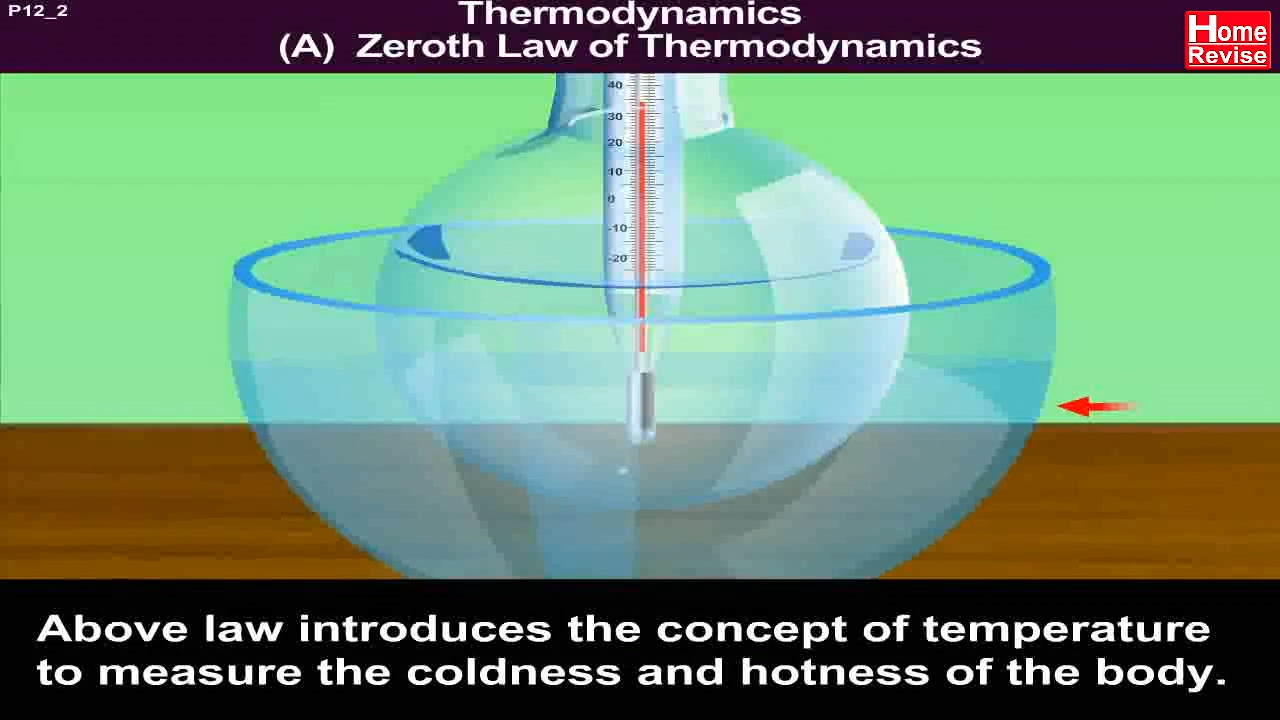 P12_2
Thermodynamics
(A) Zeroth Law of Thermodynamics
Home
Revise
40
30
20
10
0
-10
-20
Above law introduces the concept of temperature
to measure the coldness and hotness of the body.